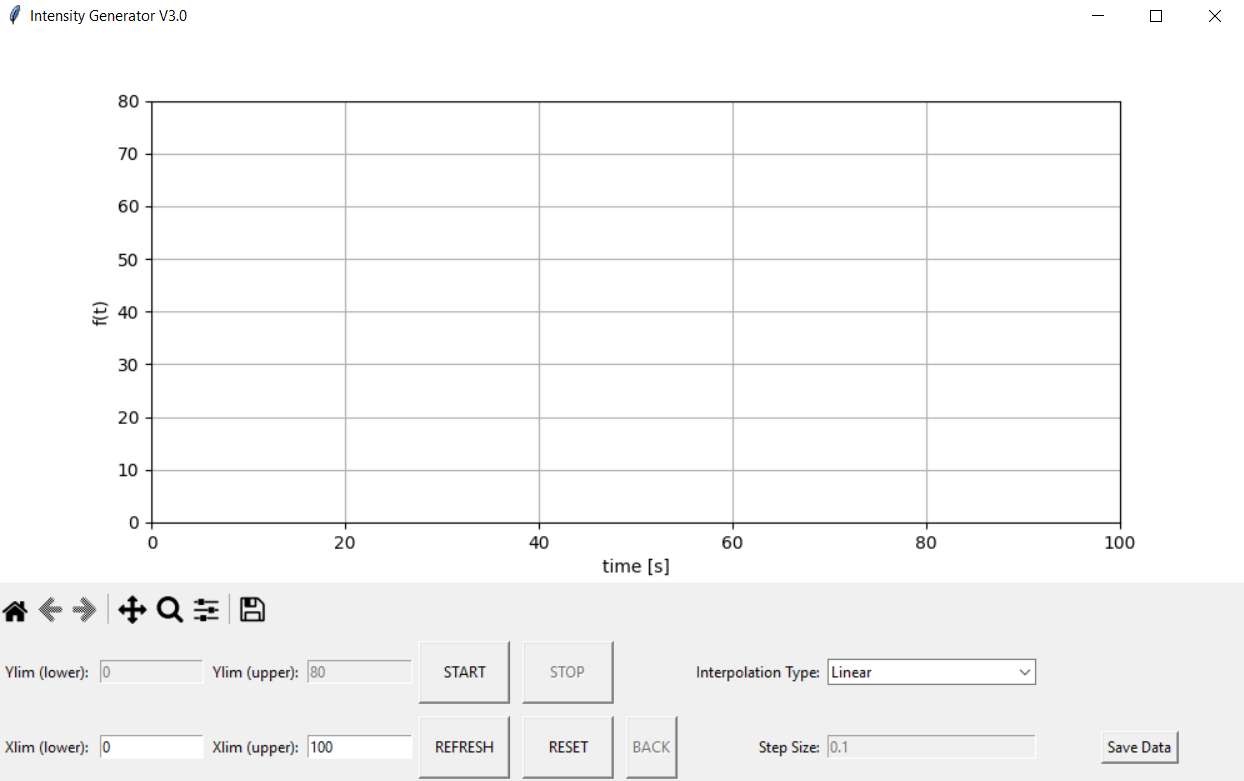 Intensity Generator V3.0
80
70
60
50
40
30
20
10
0
f(t)
0 20 40 60 80 100
time [s]
Ylim (lower): 0 Ylim (upper): 80 START STOP Interpolation Type: Linear
Xlim (lower): 0 Xlim (upper): 100 REFRESH RESET BACK Step Size: 0.1 Save Data